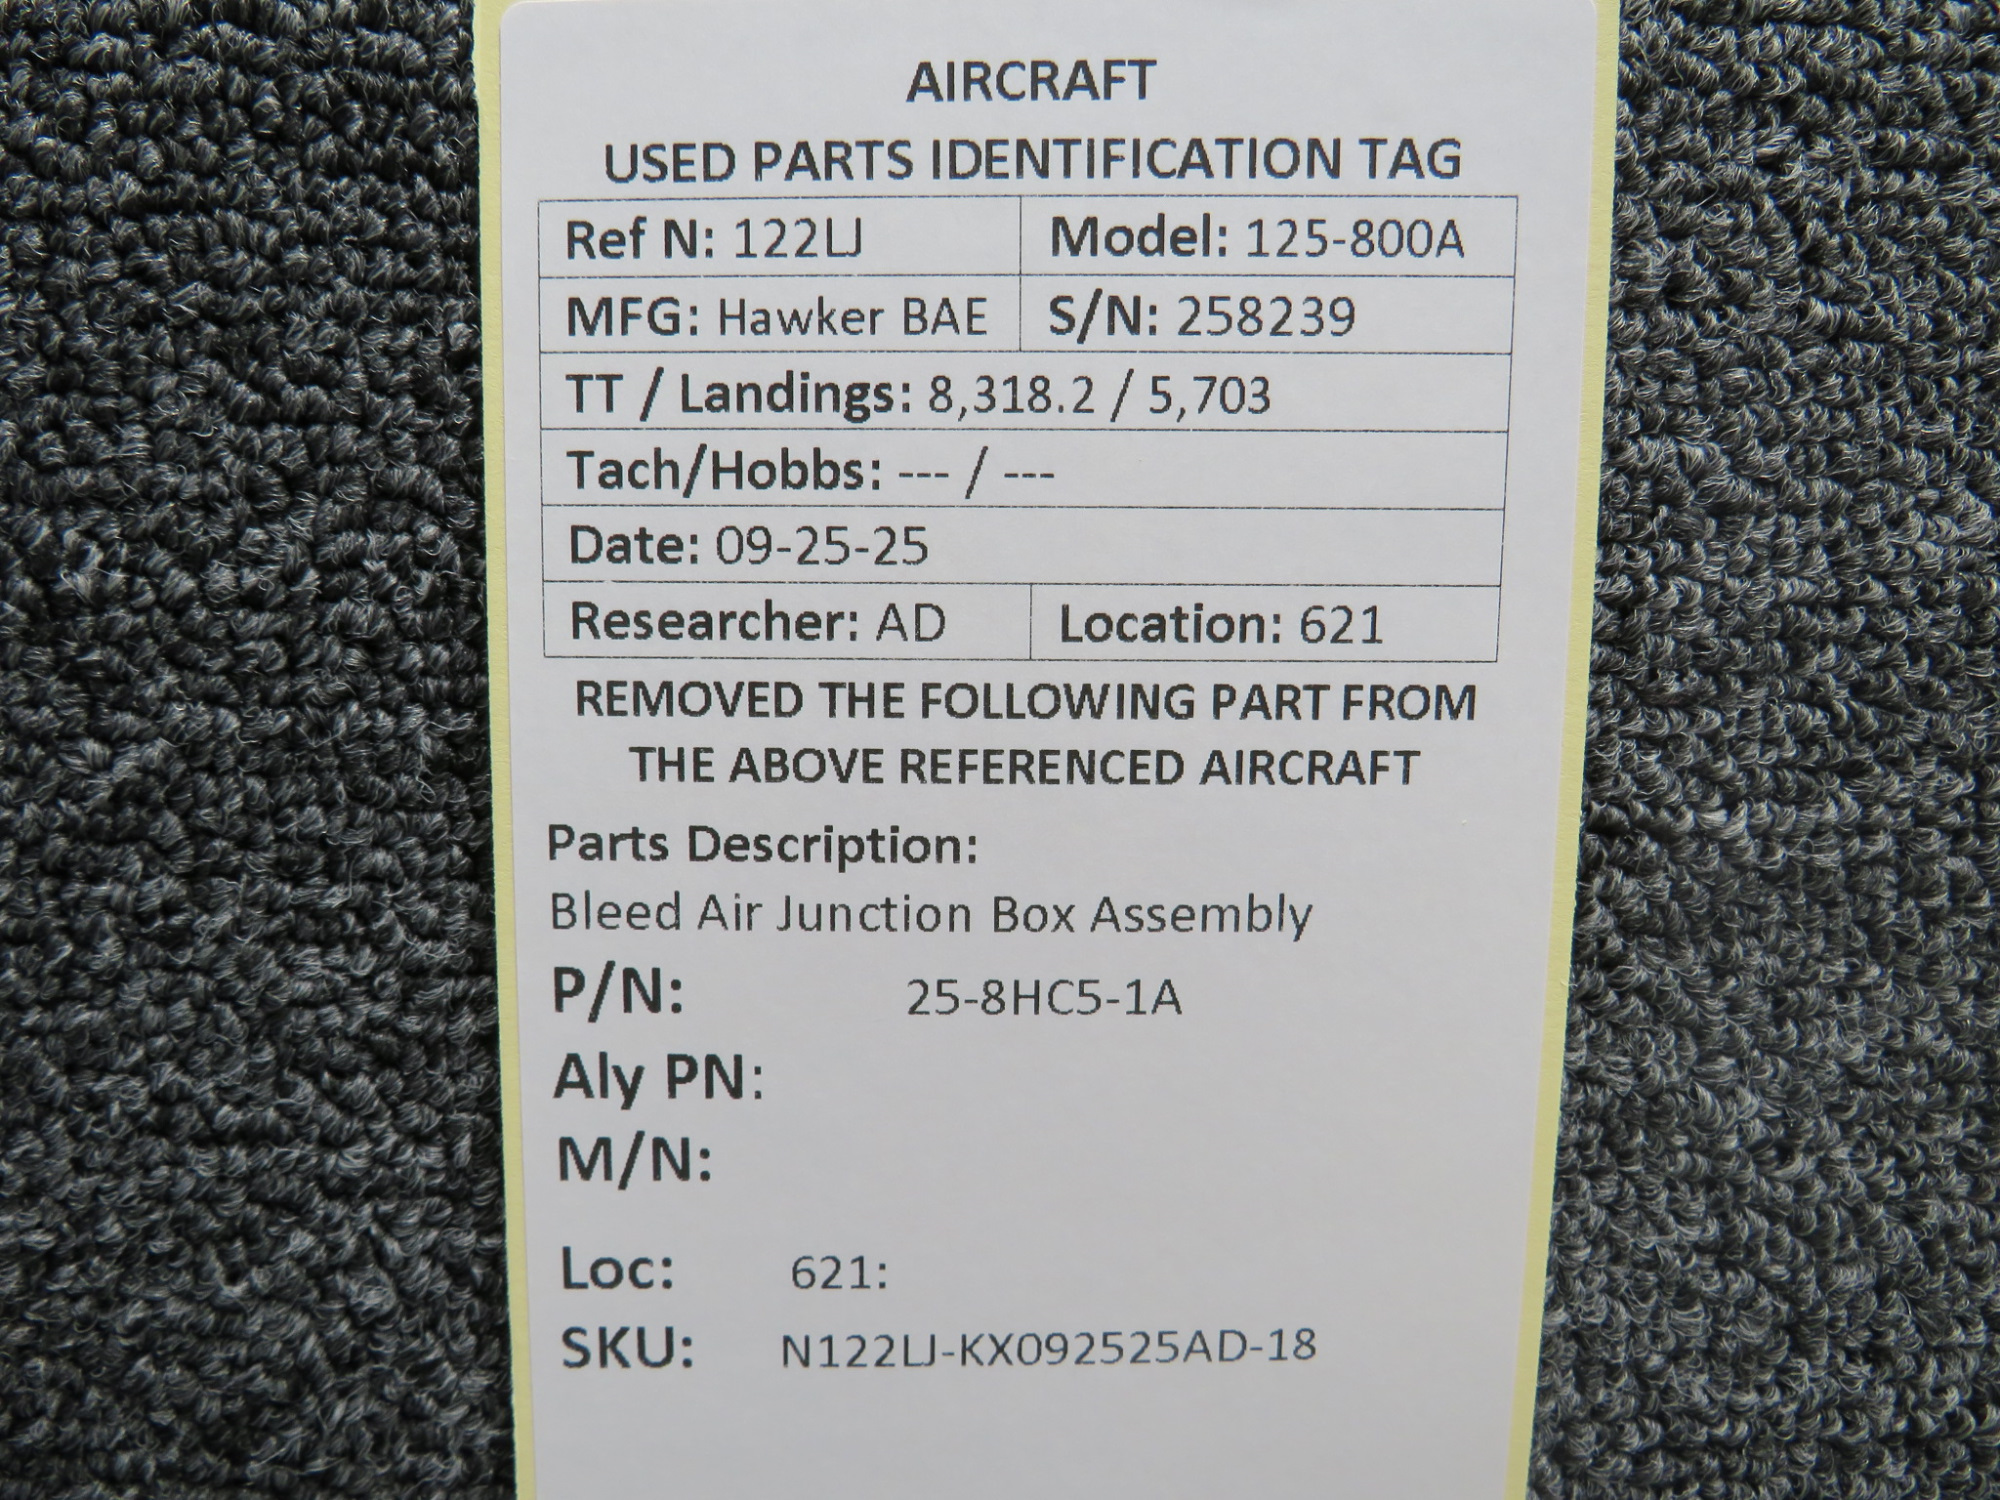 AIRCRAFT
USED PARTS IDENTIFICATION TAG
Ref N: 122LJ Model: 125-800A
MFG: Hawker BAE S/N: 258239
TT / Landings: 8,318.2 / 5,703
Tach/Hobbs: --- / ---
Date: 09-25-25
Researcher: AD Location: 621
REMOVED THE FOLLOWING PART FROM
THE ABOVE REFERENCED AIRCRAFT
Parts Description:
Bleed Air Junction Box Assembly
P/N: 25-8HC5-1A
Aly PN:
M/N:
Loc: 621:
SKU: N122LJ-KX092525AD-18